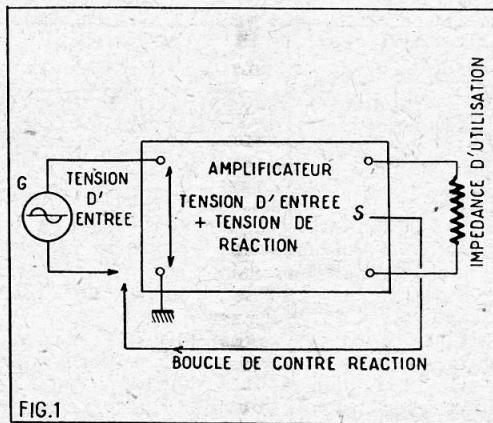 G
TENSION
D'
ENTREE
AMPLIFICATEUR
TENSION D'ENTREE
+ TENSION DE
REACTION
S
IMPEDANCE D'UTILISATION
BOUCLE DE CONTRE REACTION
FIG.1